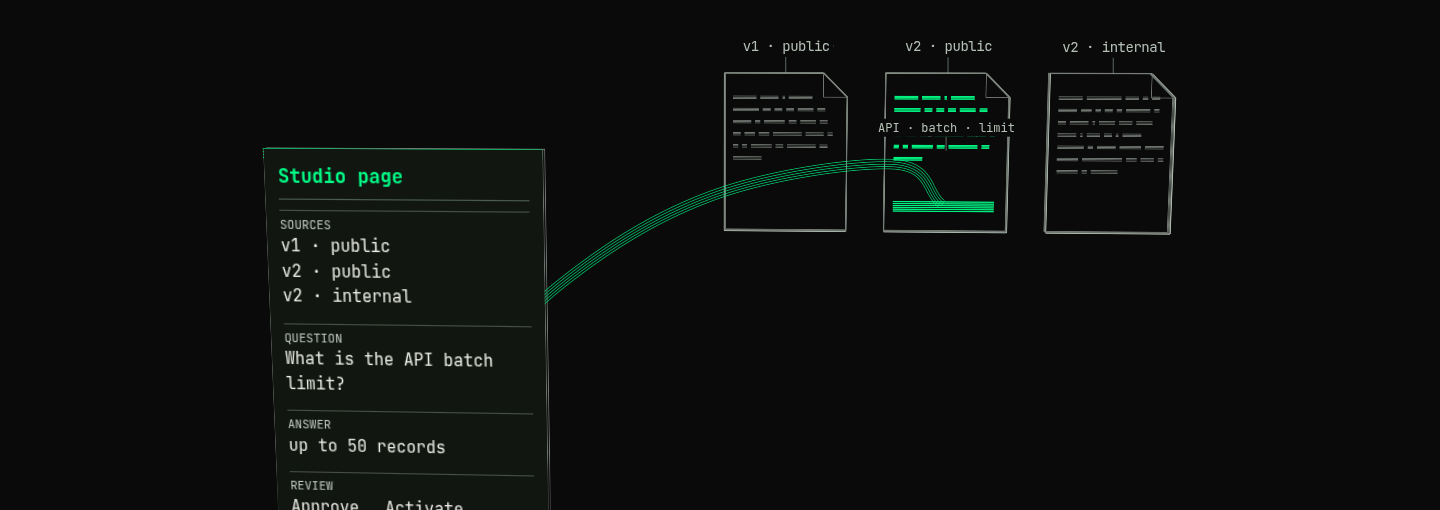 v1 · public
v2 · public
v2 · internal
API · batch · limit
Studio page
SOURCES
v1 · public
v2 · public
v2 · internal
QUESTION
What is the API batch
limit?
ANSWER
up to 50 records
REVIEW
Approve Activate